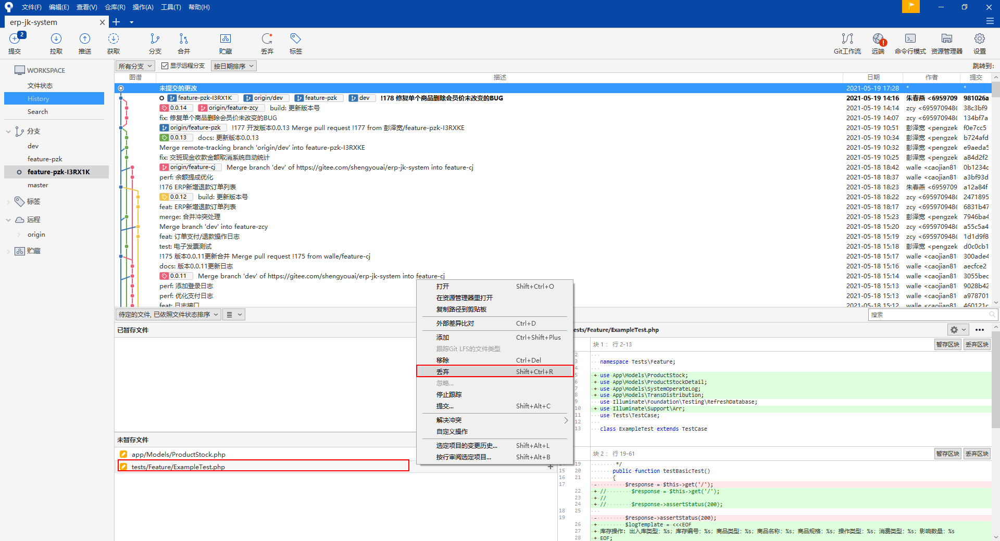 文件(F) 编辑(E) 查看(V) 仓库(R) 操作(A) 工具(T) 帮助(H)
erp-jk-system
2
提交 拉取 推送 获取 分支 合并 贮藏 丢弃 标签 Git工作流 远端 命令行模式 资源管理器 设置
WORKSPACE
文件状态
History
Search
分支
dev
feature-pzk
feature-pzk-I3RX1K
master
标签
远程
origin
贮藏
所有分支 显示远程分支 按日期排序 跳转到:
图谱 描述 日期 作者 提交
未提交的更改 2021-05-19 17:28 * *
feature-pzk-I3RX1K origin/dev feature-pzk dev !178 修复单个商品删除会员价未改变的BUG 2021-05-19 14:16 朱春燕 <6959709 981026a
0.0.14 origin/feature-zcy build: 更新版本号 2021-05-19 14:14 zcy <695970948 38c3bf9
fix: 修复单个商品删除会员价未改变的BUG 2021-05-19 14:07 zcy <695970948 134bf7a
origin/feature-pzk !177 开发版本0.0.13 Merge pull request !177 from 彭泽宽/feature-pzk-I3RXKE 2021-05-19 10:51 彭泽宽 <pengzek f0e7cc5
0.0.13 docs: 更新版本0.0.13 2021-05-19 10:34 彭泽宽 <pengzek b724afd
Merge remote-tracking branch 'origin/dev' into feature-pzk-I3RXKE 2021-05-19 10:32 彭泽宽 <pengzek e9aeda5
fix: 交班现金收款金额取消系统自动统计 2021-05-19 10:25 彭泽宽 <pengzek a84d2f2
origin/feature-cj Merge branch 'dev' of https://gitee.com/shengyouai/erp-jk-system into feature-cj 2021-05-18 18:42 walle <caojian81 0b1234c
perf: 余额提成优化 2021-05-18 18:37 walle <caojian81 a3bf93d
!176 ERP新增退款订单列表 2021-05-18 18:23 朱春燕 <6959709 a12a84f
0.0.12 build: 更新版本号 2021-05-18 18:22 zcy <695970948 2471895
feat: ERP新增退款订单列表 2021-05-18 18:17 zcy <695970948 6831b47
merge: 合并冲突处理 2021-05-18 15:23 彭泽宽 <pengzek 7946ba4
Merge branch 'dev' into feature-zcy 2021-05-18 15:20 zcy <695970948 a55c5a4
feat: 订单支付/退款操作日志 2021-05-18 15:19 zcy <695970948 1d1d9f8
test: 电子发票测试 2021-05-18 15:18 彭泽宽 <pengzek d0c0cb1
!175 版本0.0.11更新合并 Merge pull request !175 from walle/feature-cj 2021-05-18 15:17 walle <caojian81 300ade4
docs: 版本0.0.11更新日志 2021-05-18 15:16 walle <caojian81 aecfce2
0.0.11 Merge branch 'dev' of https://gitee.com/shengyouai/erp-jk-system into feature-cj 2021-05-18 15:14 walle <caojian81 3055bec
perf: 添加登录日志 2021-05-18 15:13 walle <caojian81 9028b42
perf: 优化支付日志 2021-05-18 15:13 walle <caojian81 a978701
feat: 日志接口 2021-05-18 15:12 walle <caojian81 460121c
待定的文件, 已依照文件状态排序 搜索
已暂存文件
未暂存文件
app/Models/ProductStock.php
tests/Feature/ExampleTest.php
打开 Shift+Ctrl+O
在资源管理器里打开
复制路径到剪贴板
外部差异比对 Ctrl+D
添加 Ctrl+Shift+Plus
跟踪Git LFS的文件类型
移除 Ctrl+Del
丢弃 Shift+Ctrl+R
忽略...
停止跟踪
提交... Shift+Alt+C
解决冲突
自定义操作
选定项目的变更历史... Shift+Alt+L
按行审阅选定项目... Shift+Alt+B
ests/Feature/ExampleTest.php
块 1： 行 2-13 暂存区块 丢弃区块
2
3 namespace Tests\Feature;
4
5 + use App\Models\ProductStock;
6 + use App\Models\ProductStockDetail;
7 + use App\Models\SystemOperateLog;
8 + use App\Models\TransDistribution;
9 use Illuminate\Foundation\Testing\RefreshDatabase;
10 + use Illuminate\Support\Arr;
11 use Tests\TestCase;
12
13 class ExampleTest extends TestCase
块 2： 行 19-61 暂存区块 丢弃区块
14 19 */
15 20 public function testBasicTest()
16 21 {
17 - $response = $this->get('/');
22 + // $response = $this->get('/');
23 + //
24 + // $response->assertStatus(200);
18 25
19 - $response->assertStatus(200);
26 + $logTemplate = <<<EOF
27 + 库存操作: 出入库类型: %s; 库存编号: %s; 商品类型: %s; 商品名称: %s; 商品规格: %s; 操作类型: %s; 消费类型: %s; 影响数量: %s
28 + EOF;